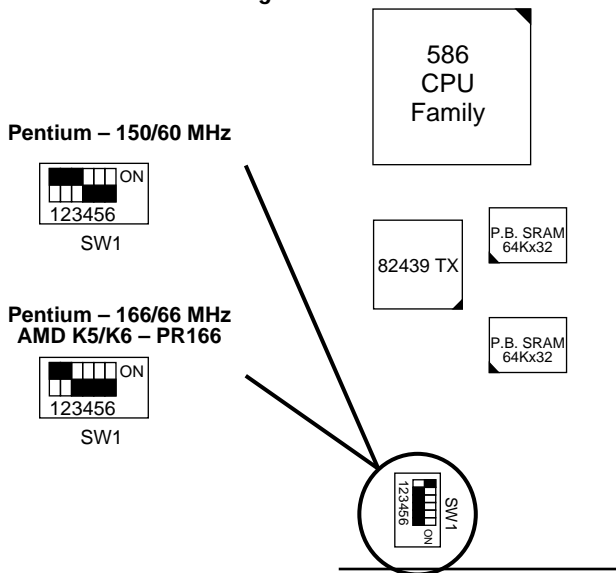 g
586
CPU
Family
Pentium – 150/60 MHz
ON
123456
SW1
82439 TX
P.B. SRAM
64Kx32
Pentium – 166/66 MHz
AMD K5/K6 – PR166
ON
123456
SW1
P.B. SRAM
64Kx32
123456
SW1
ON